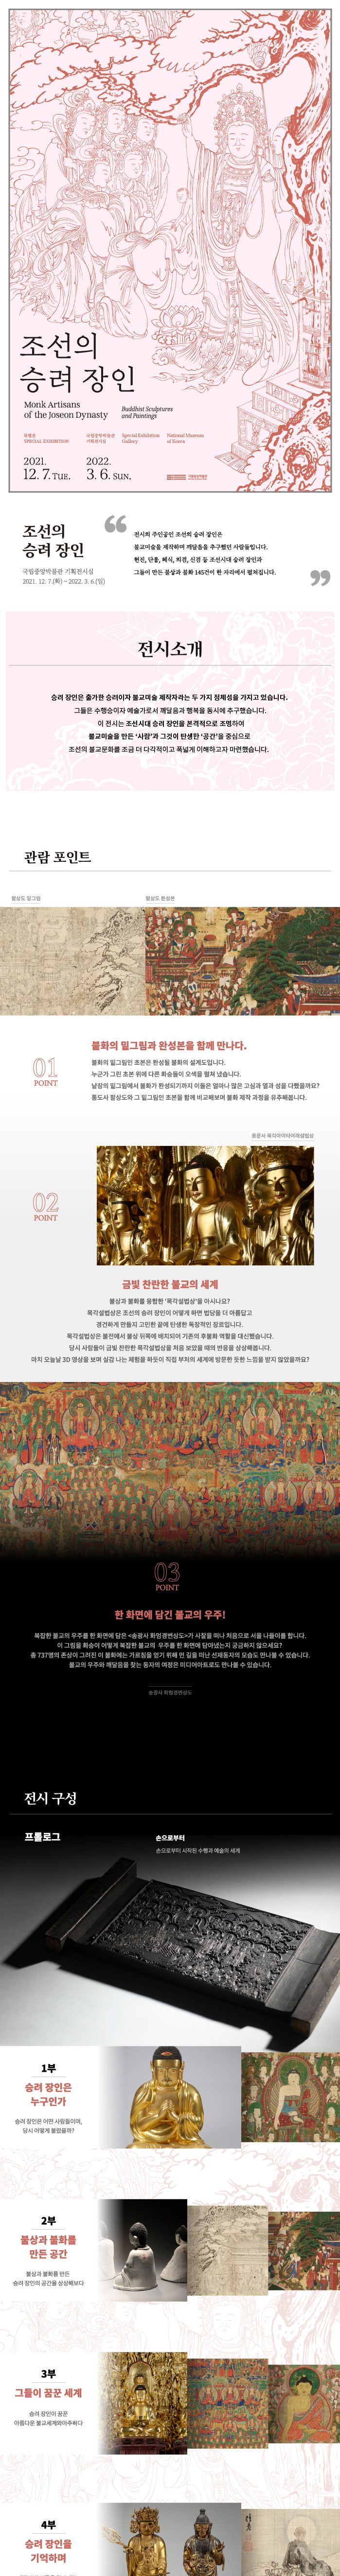 조선의
승려 장인
Monk Artisans
of the Joseon Dynasty
Buddhist Sculptures
and Paintings
특별전
SPECIAL EXHIBITION
국립중앙박물관
기획전시실
Special Exhibition
Gallery
National Museum
of Korea
2021.
12. 7. TUE.
2022.
3. 6. SUN.
국립중앙박물관
조선의
승려 장인
국립중앙박물관 기획전시실
2021. 12. 7.(화) – 2022. 3. 6.(일)
“
전시의 주인공인 조선의 승려 장인은
불교미술을 제작하며 깨달음을 추구했던 사람들입니다.
현진, 단응, 혜식, 희겸, 신겸 등 조선시대 승려 장인과
그들이 만든 불상과 불화 145건이 한 자리에서 펼쳐집니다.
”
전시소개
승려 장인은 출가한 승려이자 불교미술 제작자라는 두 가지 정체성을 가지고 있습니다.
그들은 수행승이자 예술가로서 깨달음과 행복을 동시에 추구했습니다.
이 전시는 조선시대 승려 장인을 본격적으로 조명하여
불교미술을 만든 ‘사람’과 그것이 탄생한 ‘공간’을 중심으로
조선의 불교문화를 조금 더 다각적이고 폭넓게 이해하고자 마련했습니다.
관람 포인트
팔상도 밑그림
팔상도 완성본
01
POINT
불화의 밑그림과 완성본을 함께 만나다.
불화의 밑그림인 초본은 완성될 불화의 설계도입니다.
누군가 그린 초본 위에 다른 화승들이 오색을 펼쳐 냈습니다.
낱장의 밑그림에서 불화가 완성되기까지 이들은 얼마나 많은 고심과 열과 성을 다했을까요?
통도사 팔상도와 그 밑그림인 초본을 함께 비교해보며 불화 제작 과정을 유추해봅니다.
용문사 목각아미타여래설법상
02
POINT
금빛 찬란한 불교의 세계
불상과 불화를 융합한 ‘목각설법상’을 아시나요?
목각설법상은 조선의 승려 장인이 어떻게 하면 법당을 더 아름답고
경건하게 만들지 고민한 끝에 탄생한 독창적인 장르입니다.
목각설법상은 불전에서 불상 뒤쪽에 배치되어 기존의 후불화 역할을 대신했습니다.
당시 사람들이 금빛 찬란한 목각설법상을 처음 보았을 때의 반응을 상상해봅니다.
마치 오늘날 3D 영상을 보며 실감 나는 체험을 하듯이 직접 부처의 세계에 방문한 듯한 느낌을 받지 않았을까요?
03
POINT
한 화면에 담긴 불교의 우주!
복잡한 불교의 우주를 한 화면에 담은 <송광사 화엄경변상도>가 사찰을 떠나 처음으로 서울 나들이를 합니다.
이 그림을 화승이 어떻게 복잡한 불교의 우주를 한 화면에 담아냈는지 궁금하지 않으세요?
총 737명의 존상이 그려진 이 불화에는 가르침을 얻기 위해 먼 길을 떠난 선재동자의 모습도 만나볼 수 있습니다.
불교의 우주와 깨달음을 찾는 동자의 여정은 미디어아트로도 만나볼 수 있습니다.
송광사 화엄경변상도
전시 구성
프롤로그
손으로부터
손으로부터 시작된 수행과 예술의 세계
1부
승려 장인은
누구인가
승려 장인은 어떤 사람들이며,
당시 어떻게 불렸을까?
2부
불상과 불화를
만든 공간
불상과 불화를 만든
승려 장인의 공간을 상상해보다
3부
그들이 꿈꾼 세계
승려 장인이 꿈꾼
아름다운 불교세계와마주하다
4부
승려 장인을
기억하며